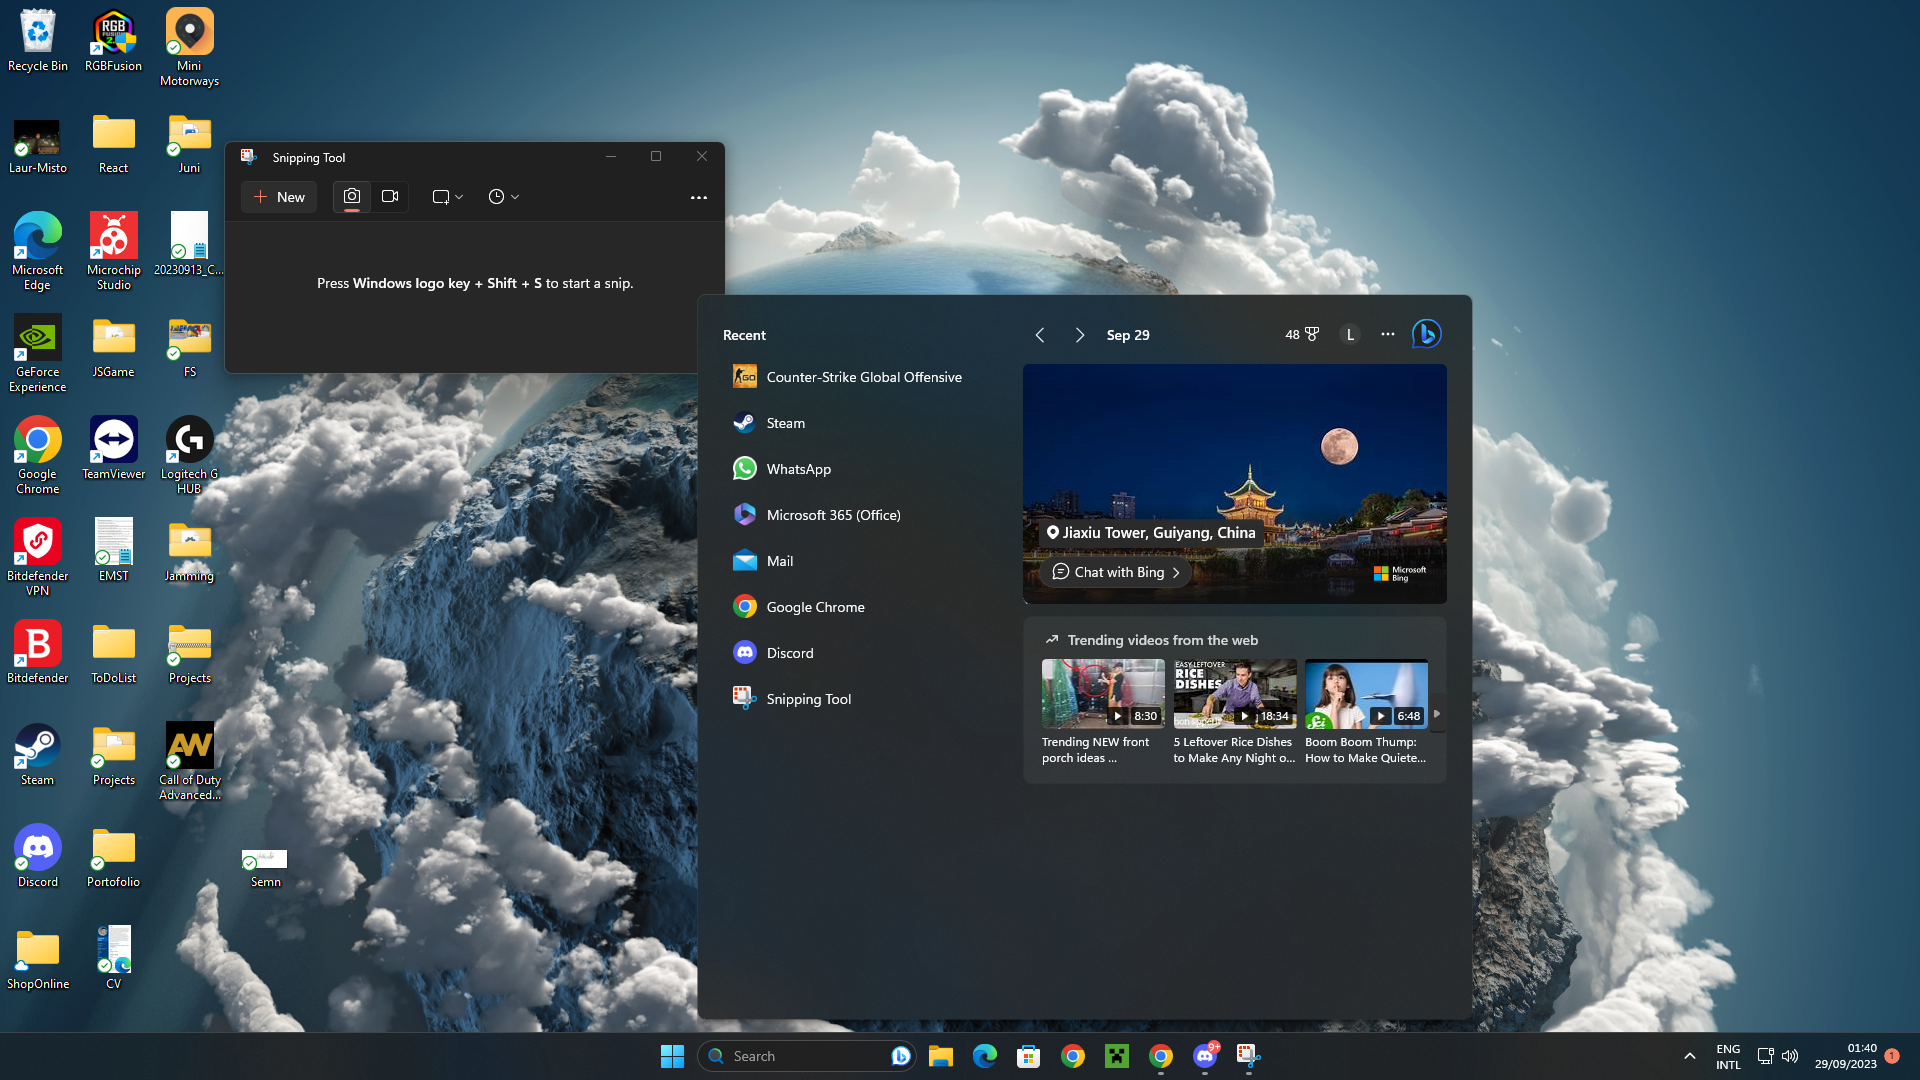 Recycle Bin
RGBFusion
Mini
Motorways
Laur-Misto
React
Juni
Microsoft
Edge
Microchip
Studio
20230913_C...
GeForce
Experience
JSGame
FS
Google
Chrome
TeamViewer
Logitech G
HUB
Bitdefender
VPN
EMST
Jamming
Bitdefender
ToDoList
Projects
Steam
Projects
Call of Duty
Advanced...
Discord
Portofolio
Semn
ShopOnline
CV
Snipping Tool
New
Press Windows logo key + Shift + S to start a snip.
Recent
Counter-Strike Global Offensive
Steam
WhatsApp
Microsoft 365 (Office)
Mail
Google Chrome
Discord
Snipping Tool
Sep 29
48
L
Jiaxiu Tower, Guiyang, China
Chat with Bing
Microsoft
Bing
Trending videos from the web
EASY LEFTOVER
RICE
DISHES
8:30
18:34
6:48
Trending NEW front
porch ideas ...
5 Leftover Rice Dishes
to Make Any Night o...
Boom Boom Thump:
How to Make Quiete...
Search
9+
ENG
INTL
01:40
29/09/2023
1